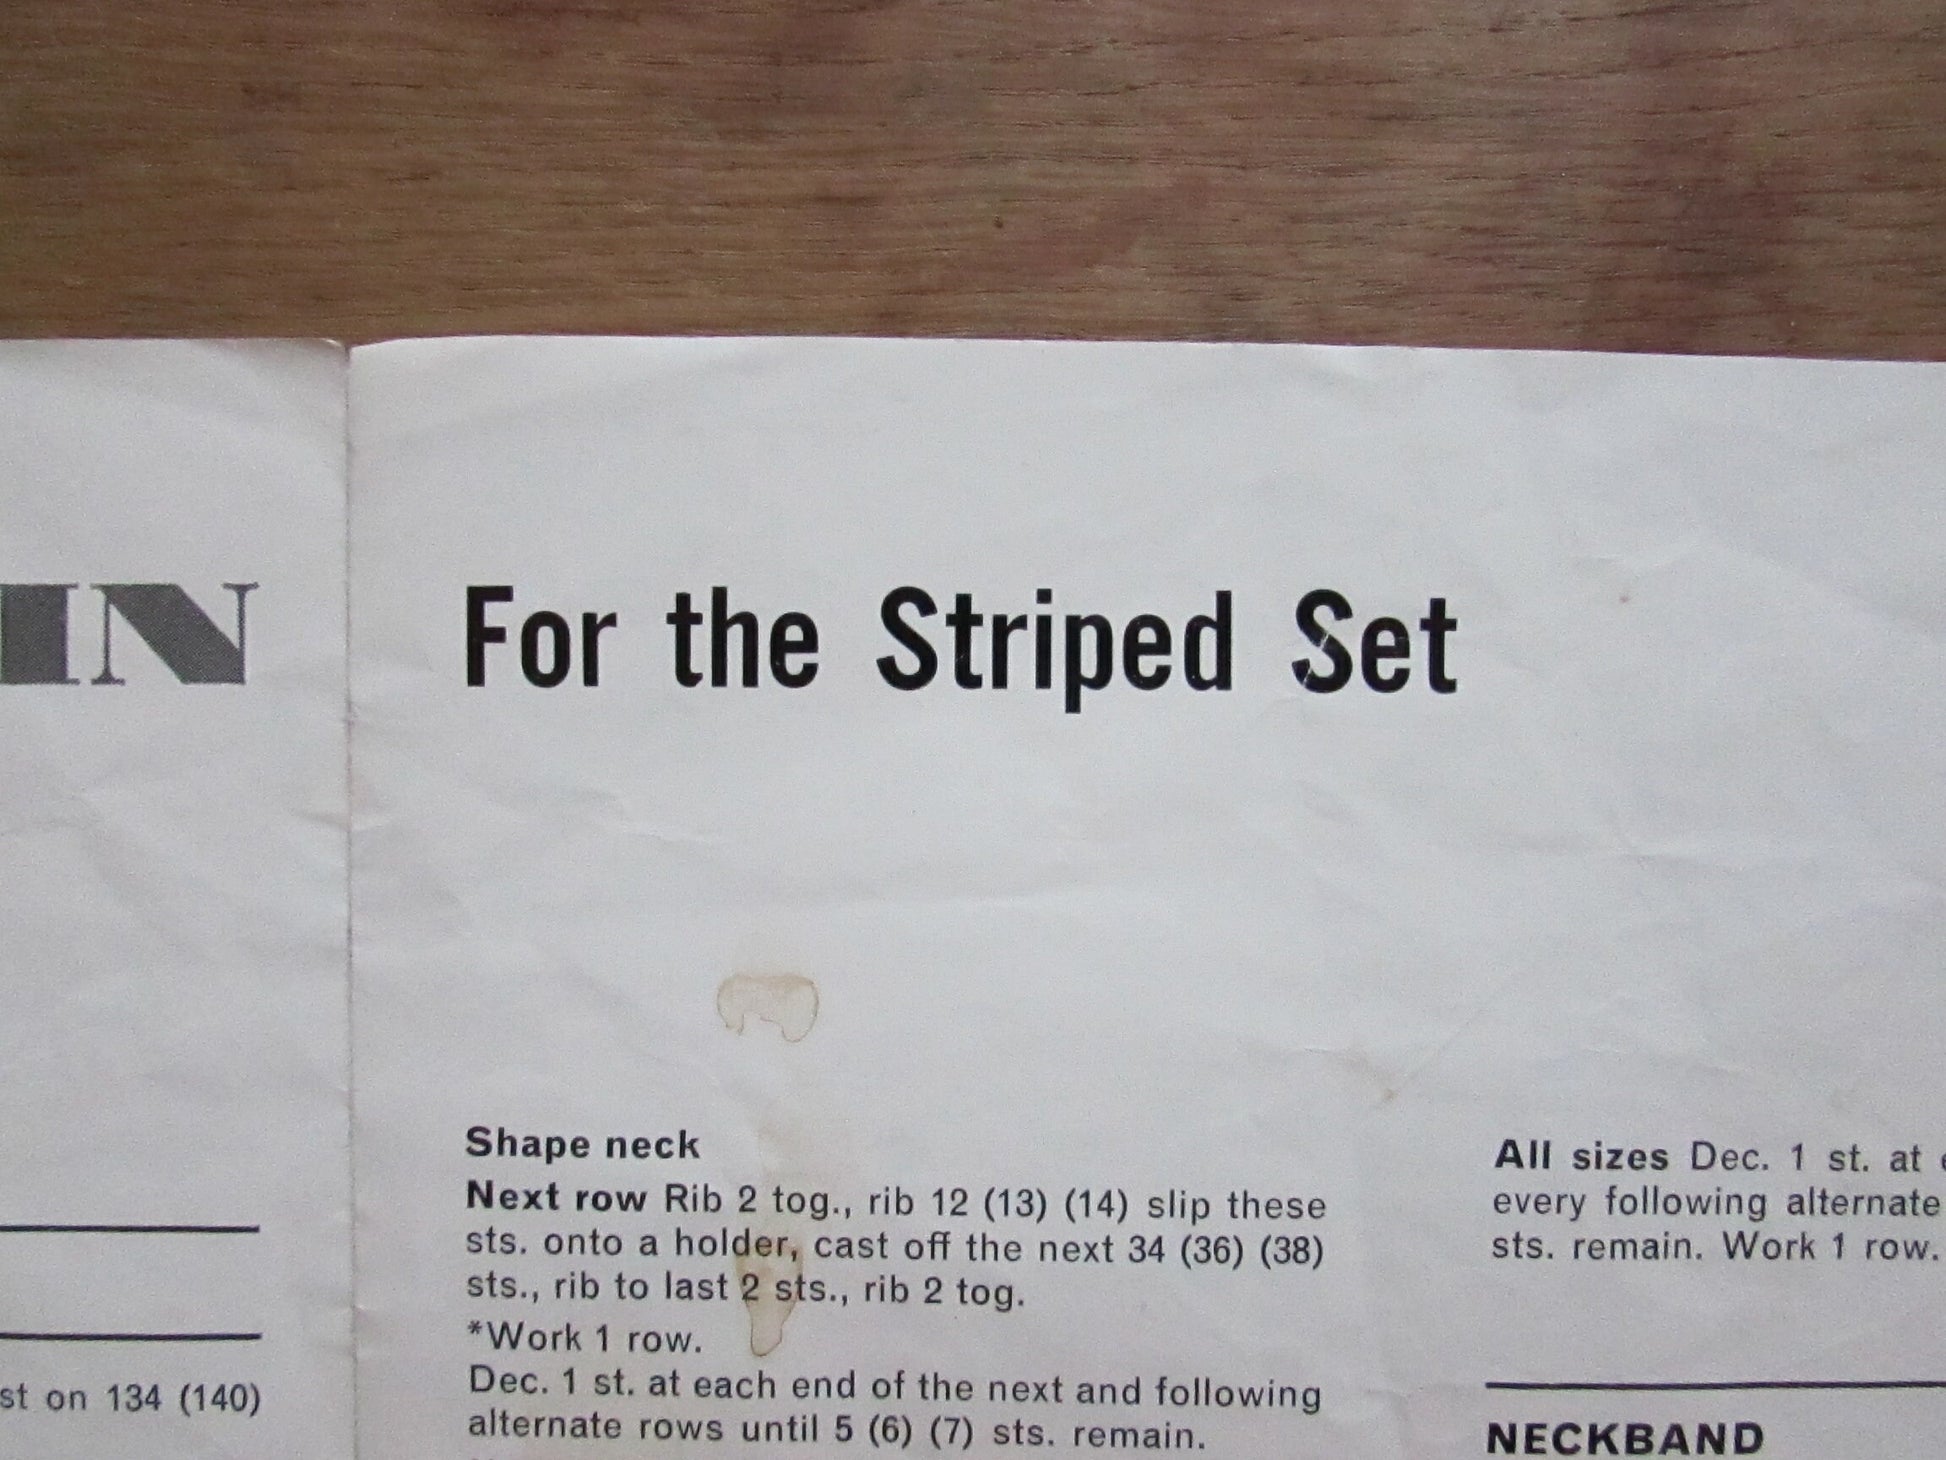 IN
st on 134 (140)
For the Striped Set
Shape neck
Next row Rib 2 tog., rib 12 (13) (14) slip these
sts. onto a holder, cast off the next 34 (36) (38)
sts., rib to last 2 sts., rib 2 tog.
*Work 1 row.
Dec. 1 st. at each end of the next and following
alternate rows until 5 (6) (7) sts. remain.
All sizes Dec. 1 st. at
every following alternate
sts. remain. Work 1 row.
NECKBAND